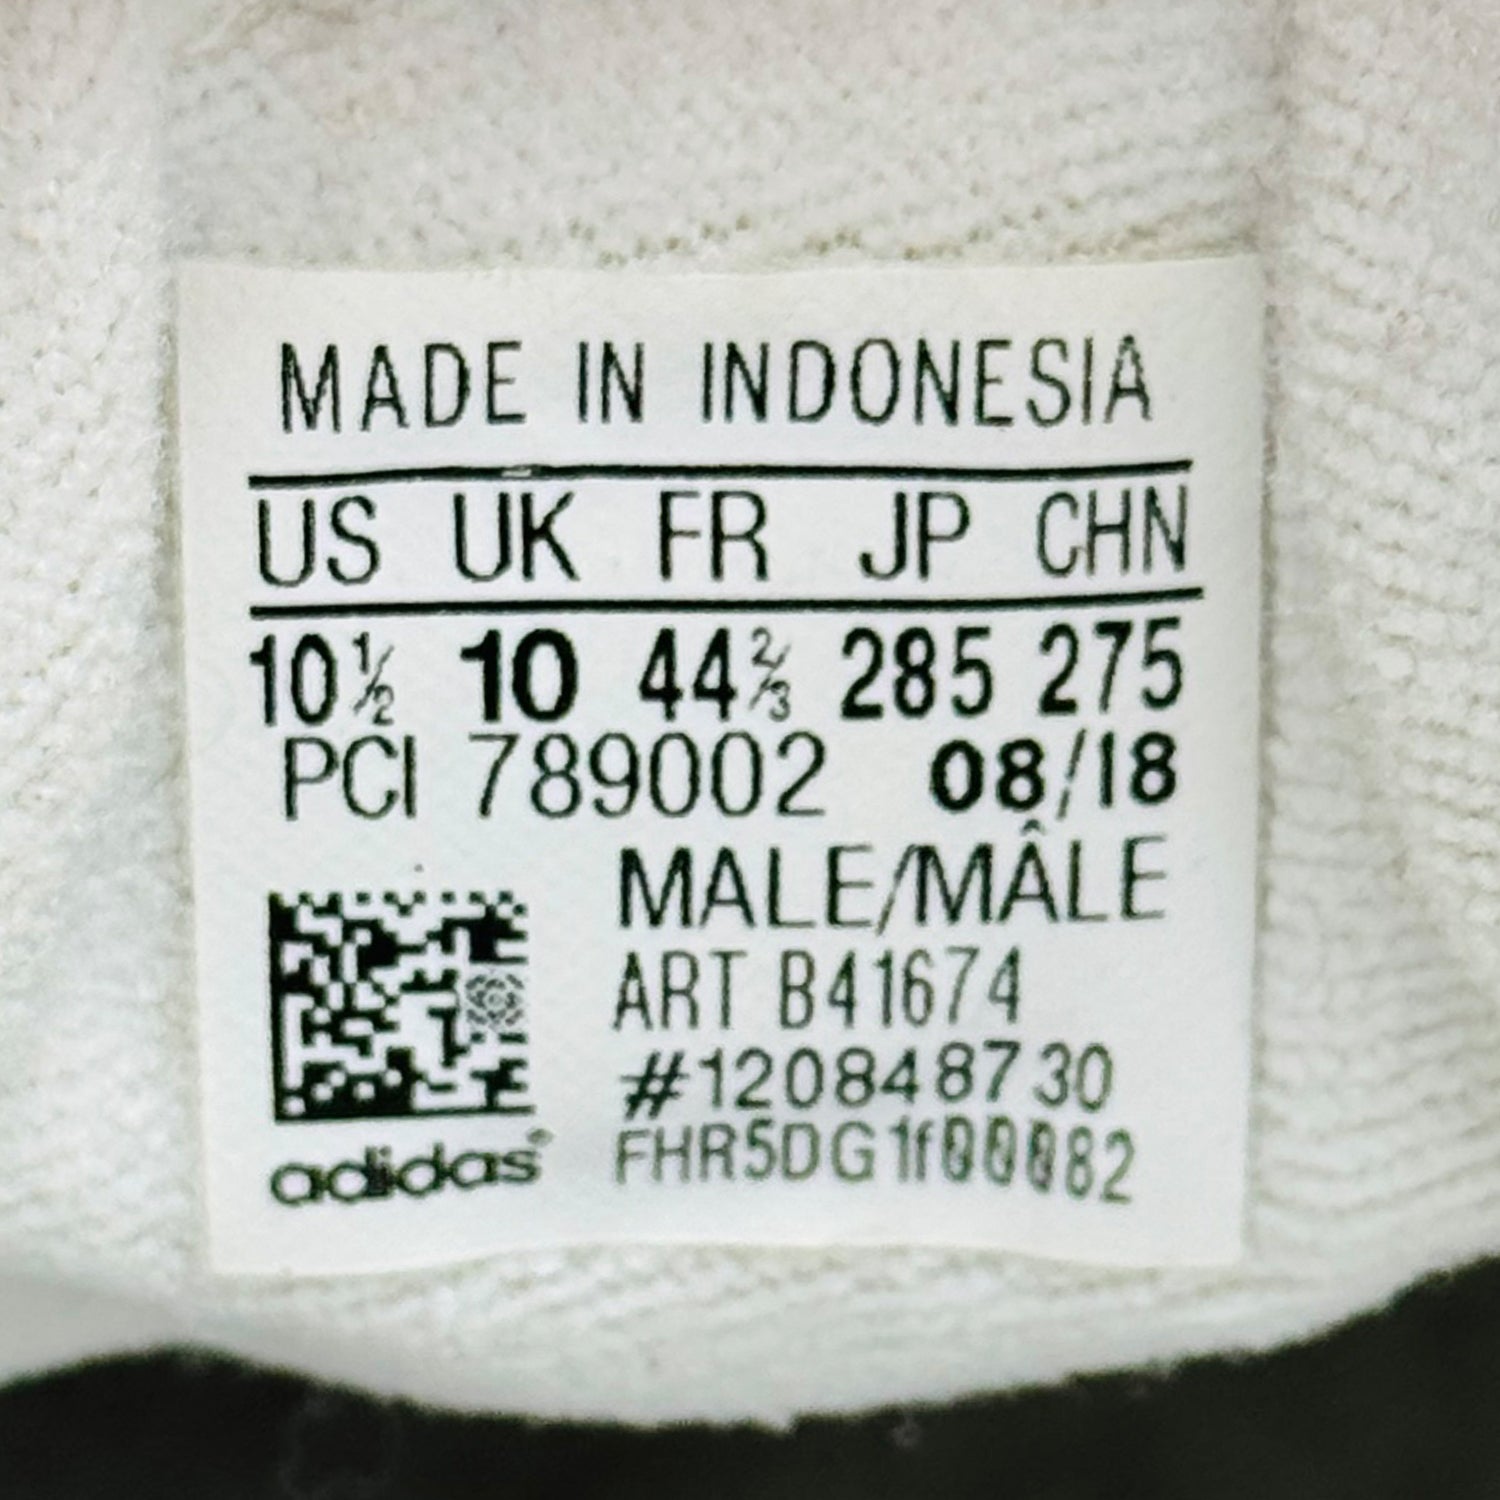 MADE IN INDONESIA
US UK FR JP CHN
10½ 10 44⅔ 285 275
PCI 789002 08/18
MALE/MÂLE
ART B41674
#120848730
FHR5DG1f00082
adidas®